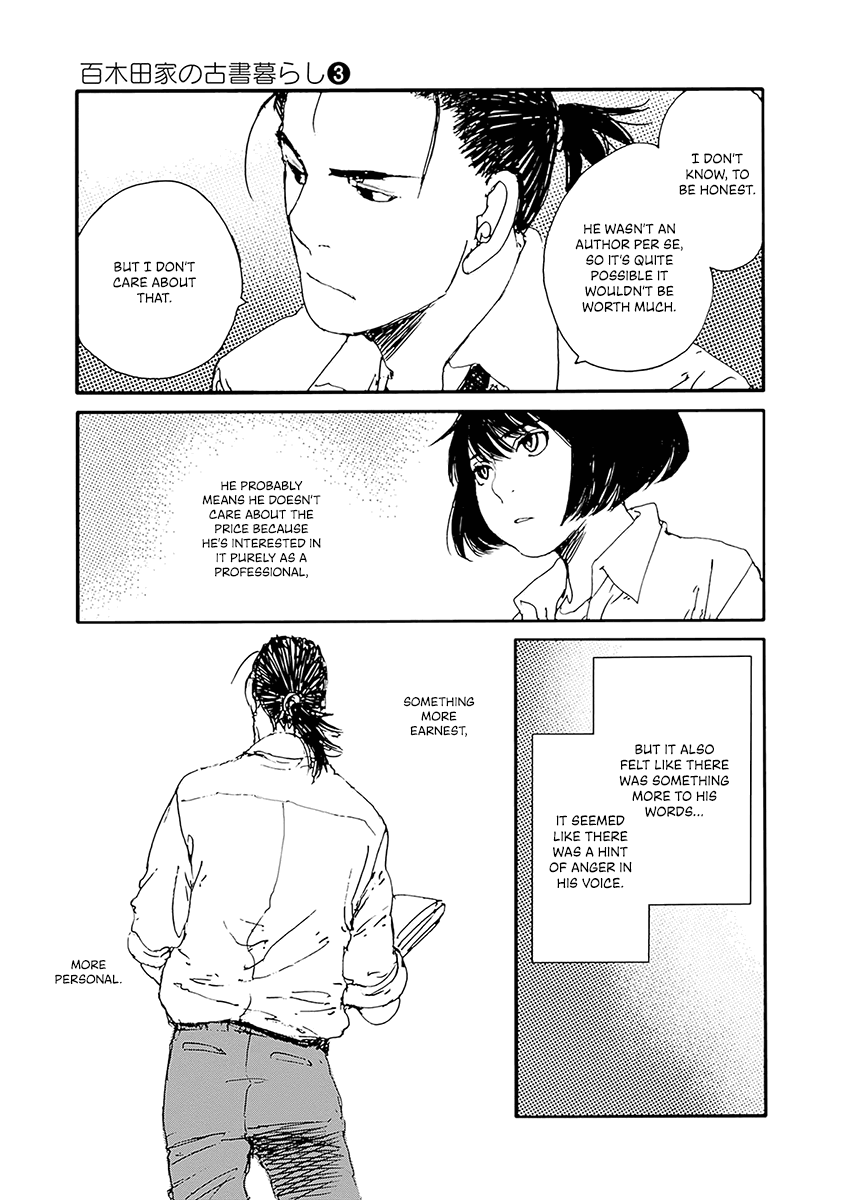 百木田家の古書暮らし❸
I DON'T
KNOW, TO
BE HONEST.
HE WASN'T AN
AUTHOR PER SE,
SO IT'S QUITE
POSSIBLE IT
WOULDN'T BE
WORTH MUCH.
BUT I DON'T
CARE ABOUT
THAT.
HE PROBABLY
MEANS HE DOESN'T
CARE ABOUT THE
PRICE BECAUSE
HE'S INTERESTED IN
IT PURELY AS A
PROFESSIONAL,
BUT IT ALSO
FELT LIKE THERE
WAS SOMETHING
MORE TO HIS
WORDS...
IT SEEMED
LIKE THERE
WAS A HINT
OF ANGER IN
HIS VOICE.
SOMETHING
MORE
EARNEST,
MORE
PERSONAL.